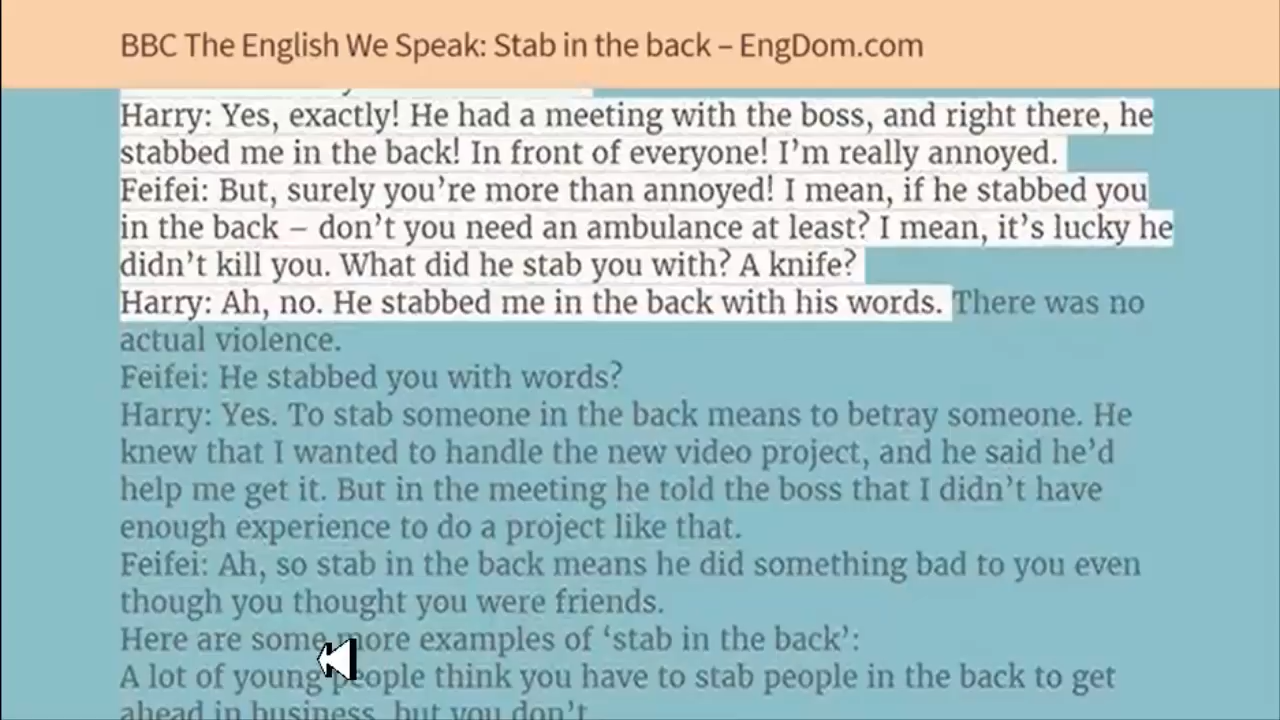 BBC The English We Speak: Stab in the back – EngDom.com
Harry: Yes, exactly! He had a meeting with the boss, and right there, he
stabbed me in the back! In front of everyone! I’m really annoyed.
Feifei: But, surely you’re more than annoyed! I mean, if he stabbed you
in the back – don’t you need an ambulance at least? I mean, it’s lucky he
didn’t kill you. What did he stab you with? A knife?
Harry: Ah, no. He stabbed me in the back with his words. There was no
actual violence.
Feifei: He stabbed you with words?
Harry: Yes. To stab someone in the back means to betray someone. He
knew that I wanted to handle the new video project, and he said he’d
help me get it. But in the meeting he told the boss that I didn’t have
enough experience to do a project like that.
Feifei: Ah, so stab in the back means he did something bad to you even
though you thought you were friends.
Here are some more examples of ‘stab in the back’:
A lot of young people think you have to stab people in the back to get
ahead in business, but you don’t